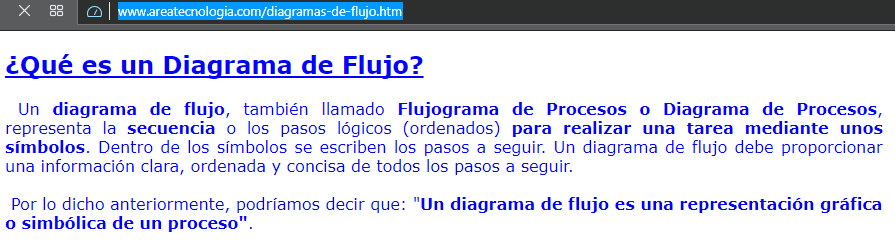 www.areatecnologia.com/diagramas-de-flujo.htm
¿Qué es un Diagrama de Flujo?
Un diagrama de flujo, también llamado Flujograma de Procesos o Diagrama de Procesos,
representa la secuencia o los pasos lógicos (ordenados) para realizar una tarea mediante unos
símbolos. Dentro de los símbolos se escriben los pasos a seguir. Un diagrama de flujo debe proporcionar
una información clara, ordenada y concisa de todos los pasos a seguir.
Por lo dicho anteriormente, podríamos decir que: "Un diagrama de flujo es una representación gráfica
o simbólica de un proceso".